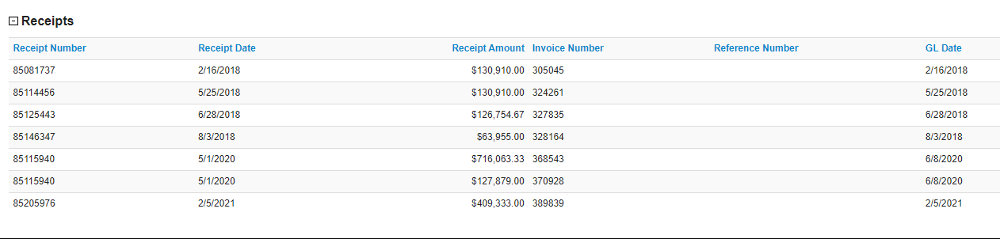 Receipts
Receipt Number Receipt Date Receipt Amount Invoice Number Reference Number GL Date
85081737 2/16/2018 $130,910.00 305045 2/16/2018
85114456 5/25/2018 $130,910.00 324261 5/25/2018
85125443 6/28/2018 $126,754.67 327835 6/28/2018
85146347 8/3/2018 $63,955.00 328164 8/3/2018
85115940 5/1/2020 $716,063.33 368543 6/8/2020
85115940 5/1/2020 $127,879.00 370928 6/8/2020
85205976 2/5/2021 $409,333.00 389839 2/5/2021